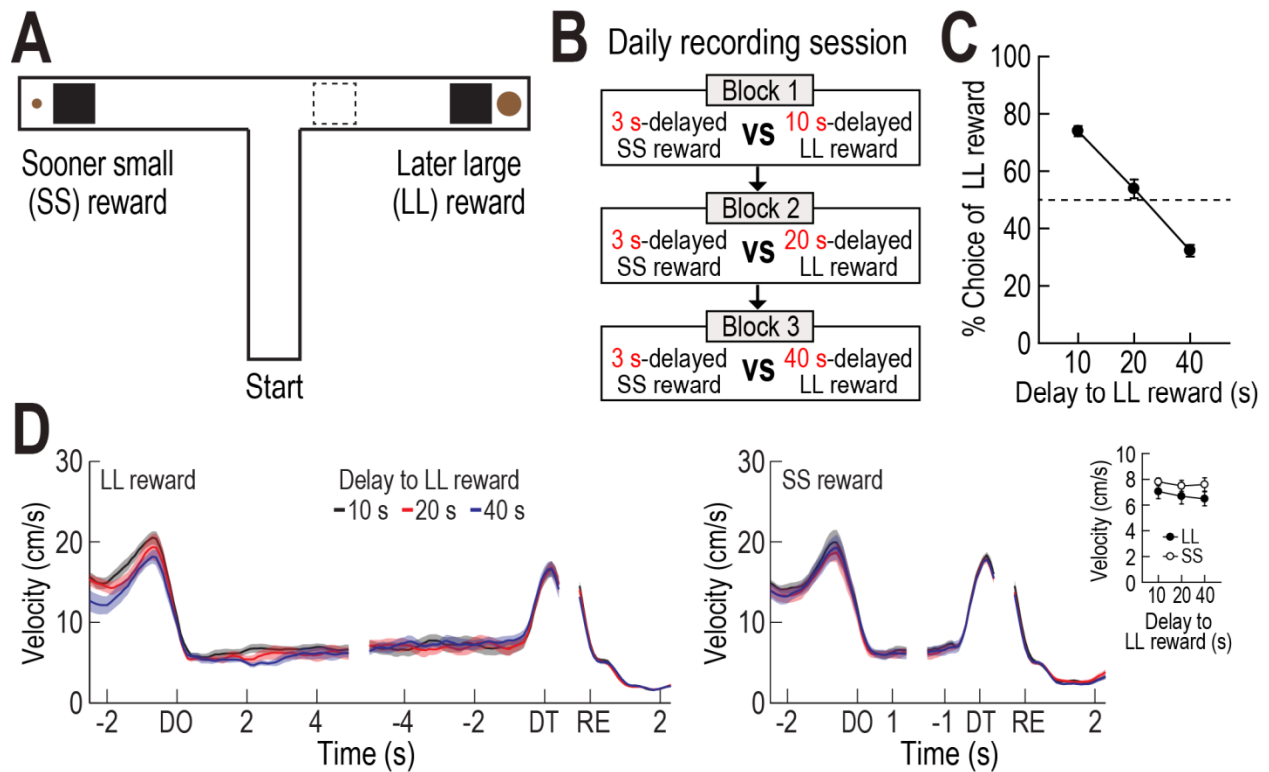 A
Sooner small
(SS) reward
Later large
(LL) reward
Start
B
Daily recording session
Block 1
3 s-delayed
SS reward
VS
10 s-delayed
LL reward
Block 2
3 s-delayed
SS reward
VS
20 s-delayed
LL reward
Block 3
3 s-delayed
SS reward
VS
40 s-delayed
LL reward
C
% Choice of LL reward
100
80
60
40
20
0
10 20 40
Delay to LL reward (s)
D
Velocity (cm/s)
30
20
10
0
LL reward
Delay to LL reward
10 s 20 s 40 s
-2 DO 2 4 -4 -2 DT RE 2
Time (s)
Velocity (cm/s)
30
20
10
0
SS reward
-2 DO 1 -1 DT RE 2
Time (s)
Velocity (cm/s)
10
8
6
4
2
0
LL
SS
10 20 40
Delay to
LL reward (s)